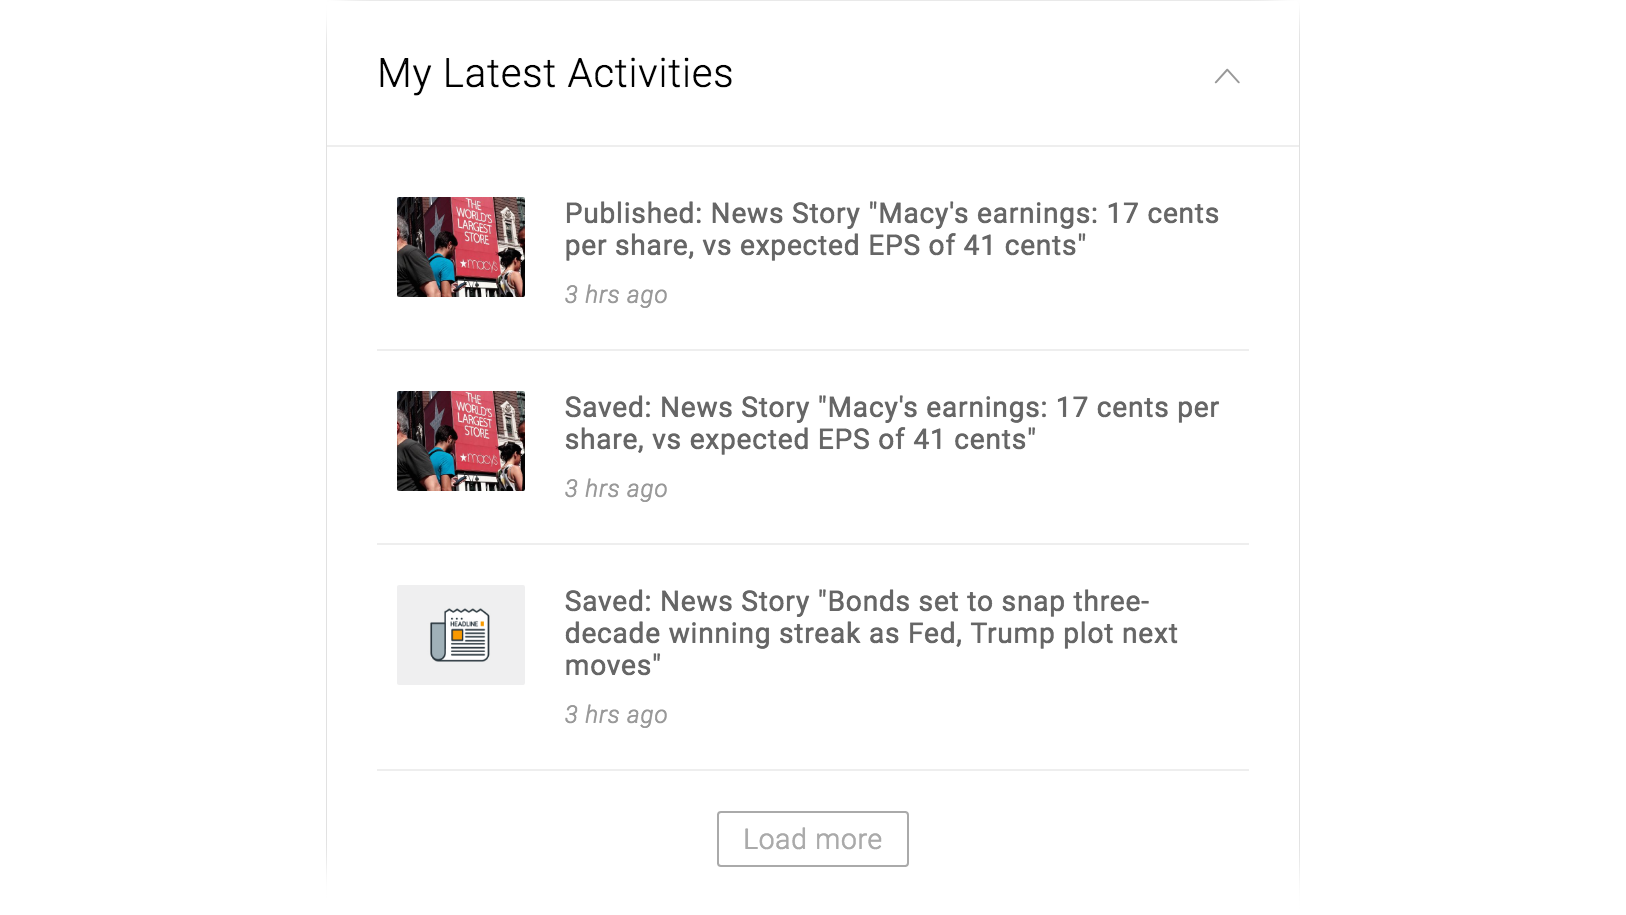 My Latest Activities
THE
WORLD'S
LARGEST
STORE
★macy's
Published: News Story "Macy's earnings: 17 cents
per share, vs expected EPS of 41 cents"
3 hrs ago
THE
WORLD'S
LARGEST
STORE
★macy's
Saved: News Story "Macy's earnings: 17 cents per
share, vs expected EPS of 41 cents"
3 hrs ago
HEADLINE
Saved: News Story "Bonds set to snap three-
decade winning streak as Fed, Trump plot next
moves"
3 hrs ago
Load more